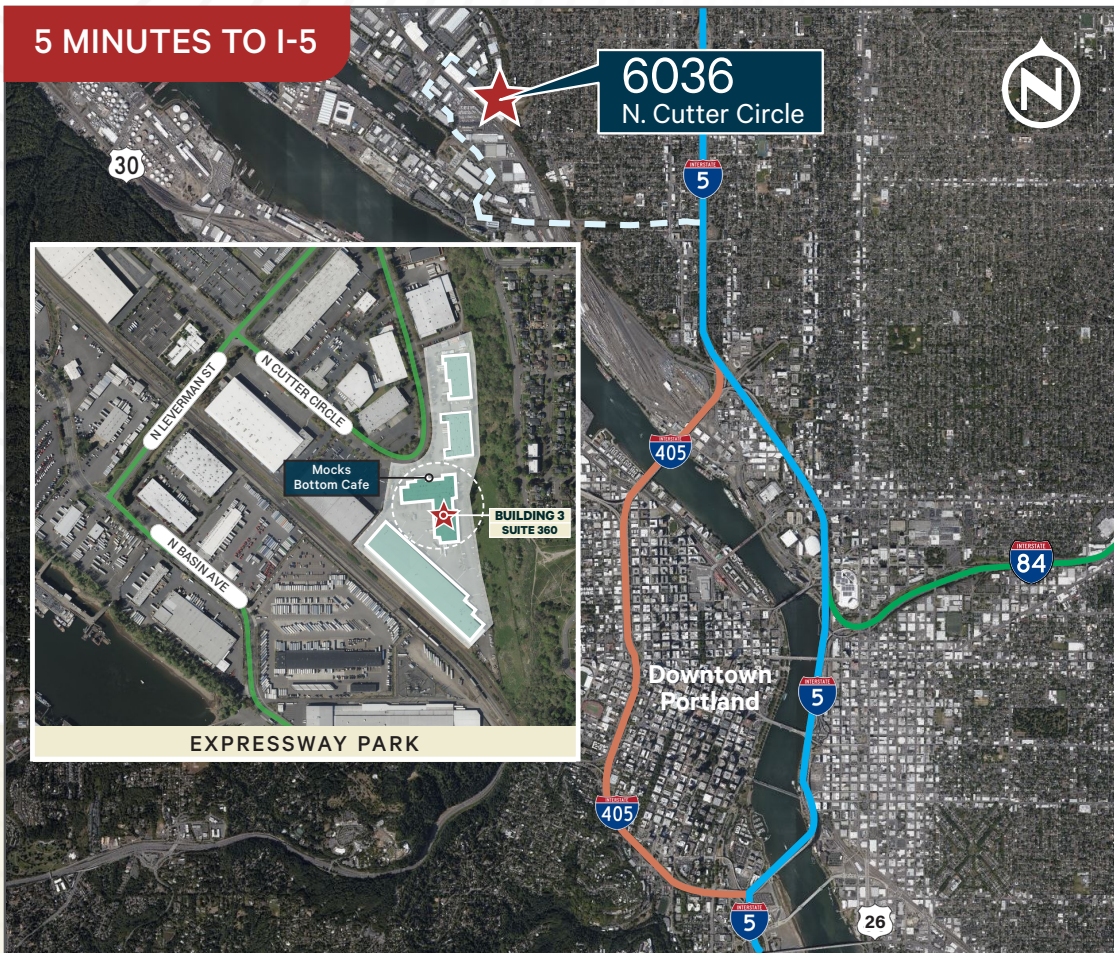 5 MINUTES TO I-5
6036
N. Cutter Circle
N
30
INTERSTATE
5
N LEVERMAN ST
N CUTTER CIRCLE
Mocks
Bottom Cafe
BUILDING 3
SUITE 360
N BASIN AVE
EXPRESSWAY PARK
INTERSTATE
405
INTERSTATE
84
Downtown
Portland
INTERSTATE
5
INTERSTATE
405
INTERSTATE
5
26